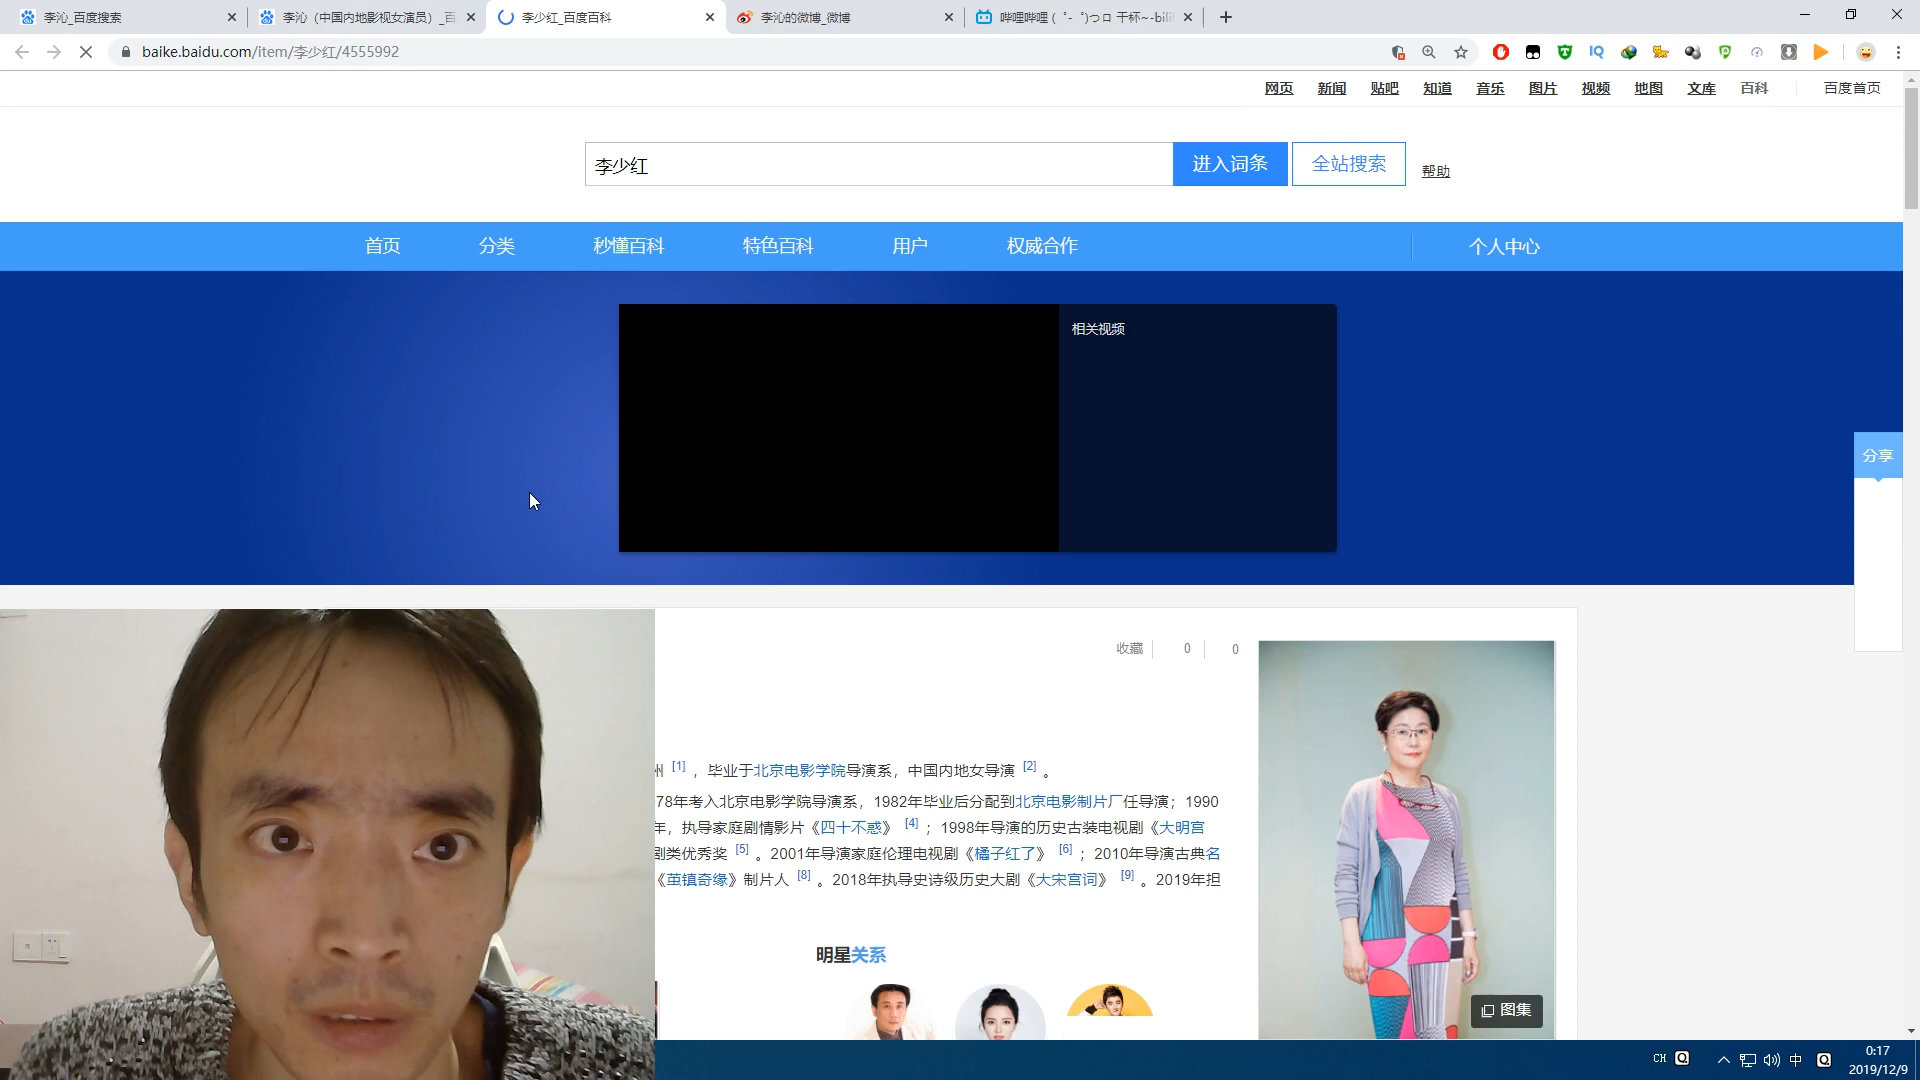 李沁_百度搜索
李沁（中国内地影视女演员）_百
李少红_百度百科
李沁的微博_微博
哔哩哔哩 (゜-゜)つロ 干杯~-bili
baike.baidu.com/item/李少红/4555992
网页 新闻 贴吧 知道 音乐 图片 视频 地图 文库 百科 百度首页
李少红
进入词条 全站搜索 帮助
首页 分类 秒懂百科 特色百科 用户 权威合作 个人中心
相关视频
分享
收藏 0 0
州 [1] ，毕业于北京电影学院导演系，中国内地女导演 [2] 。
78年考入北京电影学院导演系，1982年毕业后分配到北京电影制片厂任导演；1990
年，执导家庭剧情影片《四十不惑》 [4] ；1998年导演的历史古装电视剧《大明宫
剧类优秀奖 [5] 。2001年导演家庭伦理电视剧《橘子红了》 [6] ；2010年导演古典名
《茧镇奇缘》制片人 [8] 。2018年执导史诗级历史大剧《大宋宫词》 [9] 。2019年担
明星关系
图集
CH
中
0:17
2019/12/9